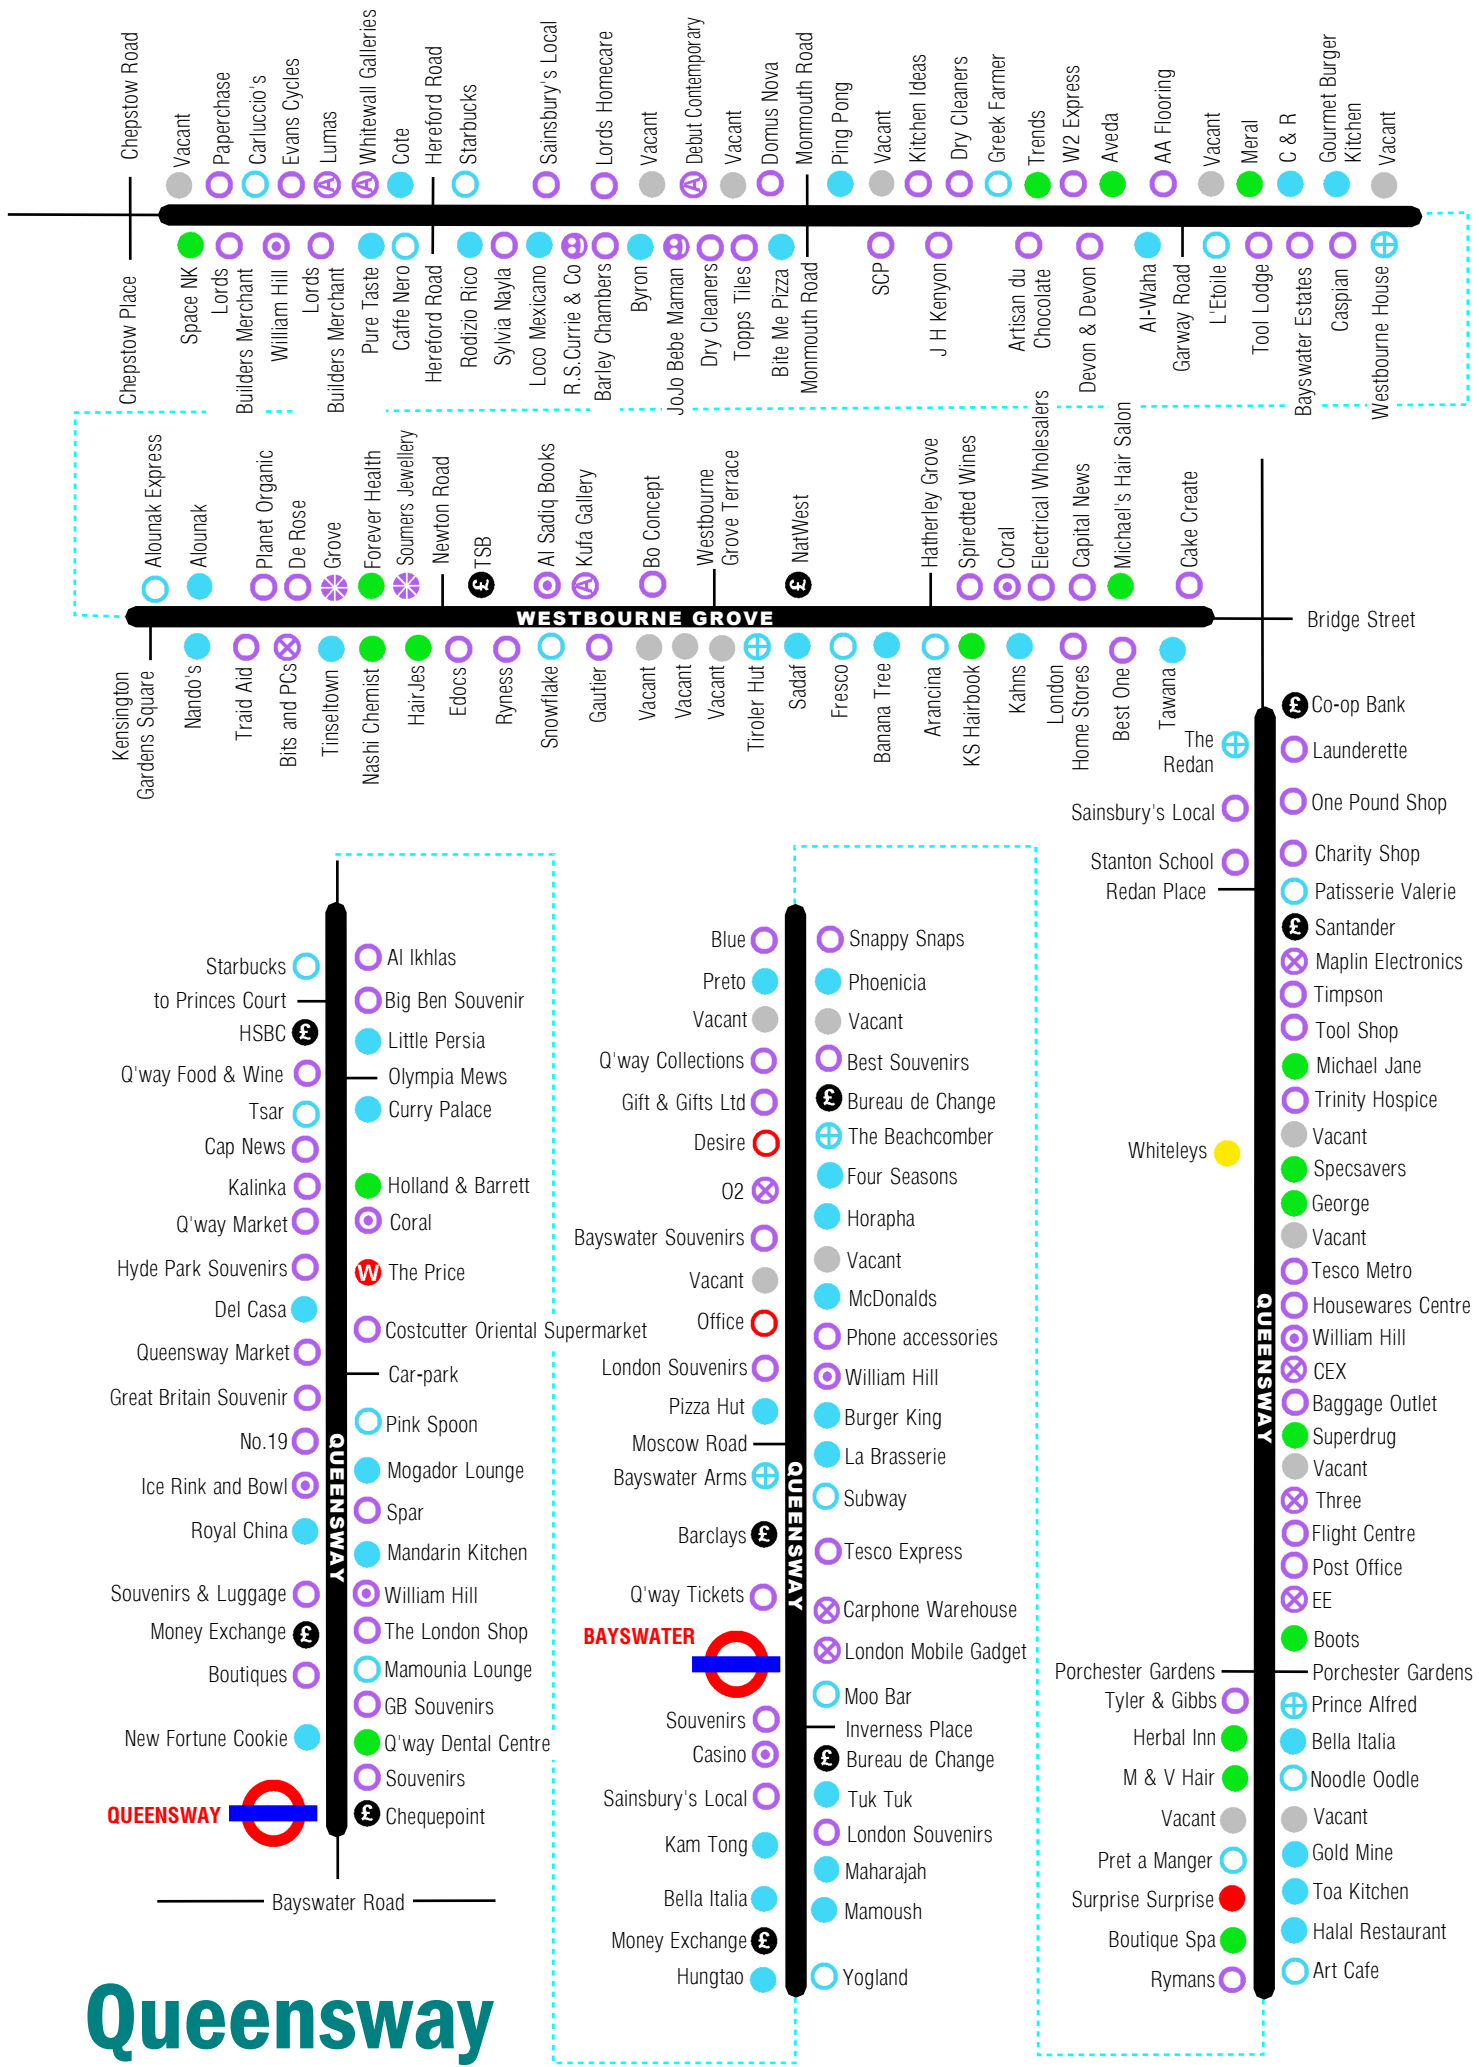 Chepstow Road
Vacant
Paperchase
Carluccio's
Evans Cycles
Lumas
Whitewall Galleries
Cote
Hereford Road
Starbucks
Sainsbury's Local
Lords Homecare
Vacant
Debut Contemporary
Vacant
Domus Nova
Monmouth Road
Ping Pong
Vacant
Kitchen Ideas
Dry Cleaners
Greek Farmer
Trends
W2 Express
Aveda
AA Flooring
Vacant
Meral
C & R
Gourmet Burger
Kitchen
Vacant
A
A
A
Chepstow Place
Space NK
Lords
Builders Merchant
William Hill
Lords
Builders Merchant
Pure Taste
Caffe Nero
Hereford Road
Rodizio Rico
Sylvia Nayla
Loco Mexicano
R.S.Currie & Co
Barley Chambers
Byron
JoJo Bebe Maman
Dry Cleaners
Topps Tiles
Bite Me Pizza
Monmouth Road
SCP
J H Kenyon
Artisan du
Chocolate
Devon & Devon
Al-Waha
Garway Road
L'Etoile
Tool Lodge
Bayswater Estates
Caspian
Westbourne House
Alounak Express
Alounak
Planet Organic
De Rose
Grove
Forever Health
Soumers Jewellery
Newton Road
TSB
£
Al Sadiq Books
Kufa Gallery
A
Bo Concept
Westbourne
Grove Terrace
NatWest
£
Hatherley Grove
Spiredted Wines
Coral
Electrical Wholesalers
Capital News
Michael's Hair Salon
Cake Create
WESTBOURNE GROVE
Bridge Street
Kensington
Gardens Square
Nando's
Traid Aid
Bits and PCs
Tinseltown
Nashi Chemist
HairJes
Edocs
Ryness
Snowflake
Gautier
Vacant
Vacant
Vacant
Tiroler Hut
Sadaf
Fresco
Banana Tree
Arancina
KS Hairbook
Kahns
London
Home Stores
Best One
Tawana
The
Redan
Sainsbury's Local
Stanton School
Redan Place
Whiteleys
Porchester Gardens
Tyler & Gibbs
Herbal Inn
M & V Hair
Vacant
Pret a Manger
Surprise Surprise
Boutique Spa
Rymans
QUEENSWAY
£ Co-op Bank
Launderette
One Pound Shop
Charity Shop
Patisserie Valerie
£ Santander
Maplin Electronics
Timpson
Tool Shop
Michael Jane
Trinity Hospice
Vacant
Specsavers
George
Vacant
Tesco Metro
Housewares Centre
William Hill
CEX
Baggage Outlet
Superdrug
Vacant
Three
Flight Centre
Post Office
EE
Boots
Porchester Gardens
Prince Alfred
Bella Italia
Noodle Oodle
Vacant
Gold Mine
Toa Kitchen
Halal Restaurant
Art Cafe
Blue
Preto
Vacant
Q'way Collections
Gift & Gifts Ltd
Desire
O2
Bayswater Souvenirs
Vacant
Office
London Souvenirs
Pizza Hut
Moscow Road
Bayswater Arms
Barclays £
Q'way Tickets
BAYSWATER
Souvenirs
Casino
Sainsbury's Local
Kam Tong
Bella Italia
Money Exchange £
Hungtao
QUEENSWAY
Snappy Snaps
Phoenicia
Vacant
Best Souvenirs
£ Bureau de Change
The Beachcomber
Four Seasons
Horapha
Vacant
McDonalds
Phone accessories
William Hill
Burger King
La Brasserie
Subway
Tesco Express
Carphone Warehouse
London Mobile Gadget
Moo Bar
Inverness Place
£ Bureau de Change
Tuk Tuk
London Souvenirs
Maharajah
Mamoush
Yogland
Starbucks
to Princes Court
HSBC £
Q'way Food & Wine
Tsar
Cap News
Kalinka
Q'way Market
Hyde Park Souvenirs
Del Casa
Queensway Market
Great Britain Souvenir
No.19
Ice Rink and Bowl
Royal China
Souvenirs & Luggage
Money Exchange £
Boutiques
New Fortune Cookie
QUEENSWAY
QUEENSWAY
Al Ikhlas
Big Ben Souvenir
Little Persia
Olympia Mews
Curry Palace
Holland & Barrett
Coral
W The Price
Costcutter Oriental Supermarket
Car-park
Pink Spoon
Mogador Lounge
Spar
Mandarin Kitchen
William Hill
The London Shop
Mamounia Lounge
GB Souvenirs
Q'way Dental Centre
Souvenirs
£ Chequepoint
Bayswater Road
Queensway